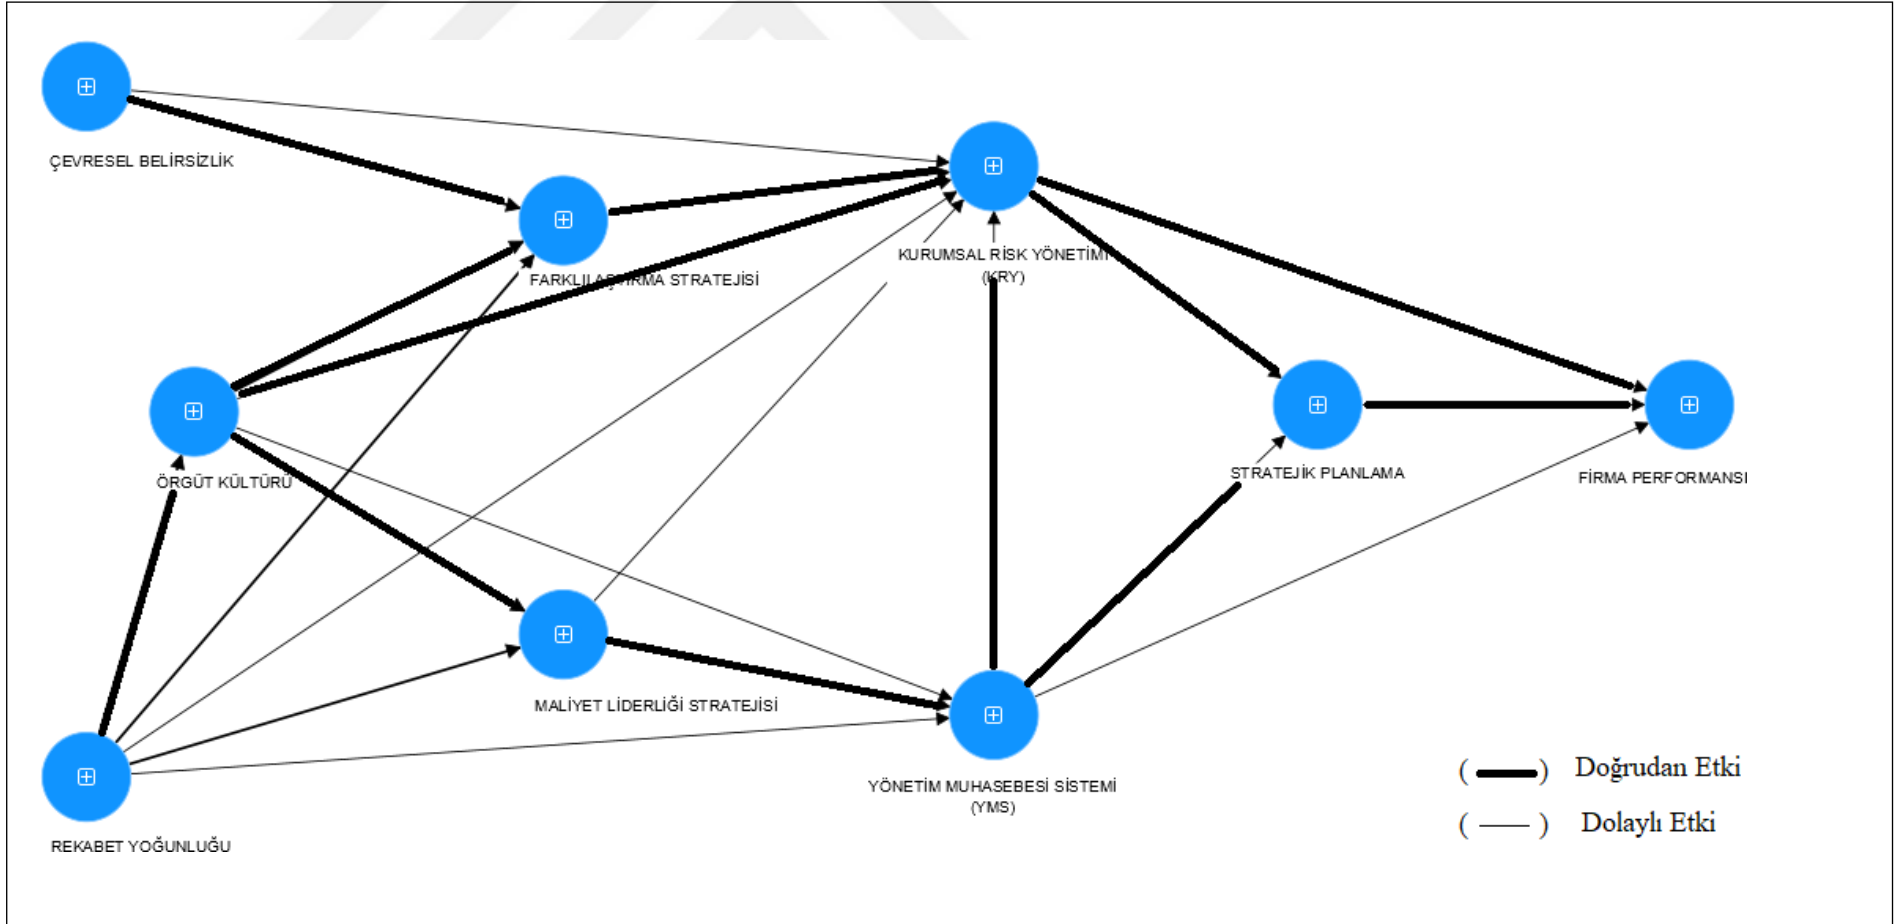 ÇEVRESEL BELİRSİZLİK
KURUMSAL RİSK YÖNETİMİ
(KRY)
FARKLILAŞTIRMA STRATEJİSİ
ÖRGÜT KÜLTÜRÜ
STRATEJİK PLANLAMA
FİRMA PERFORMANSI
MALİYET LİDERLİĞİ STRATEJİSİ
YÖNETİM MUHASEBESİ SİSTEMİ
(YMS)
REKABET YOĞUNLUĞU
( ) Doğrudan Etki
( ) Dolaylı Etki